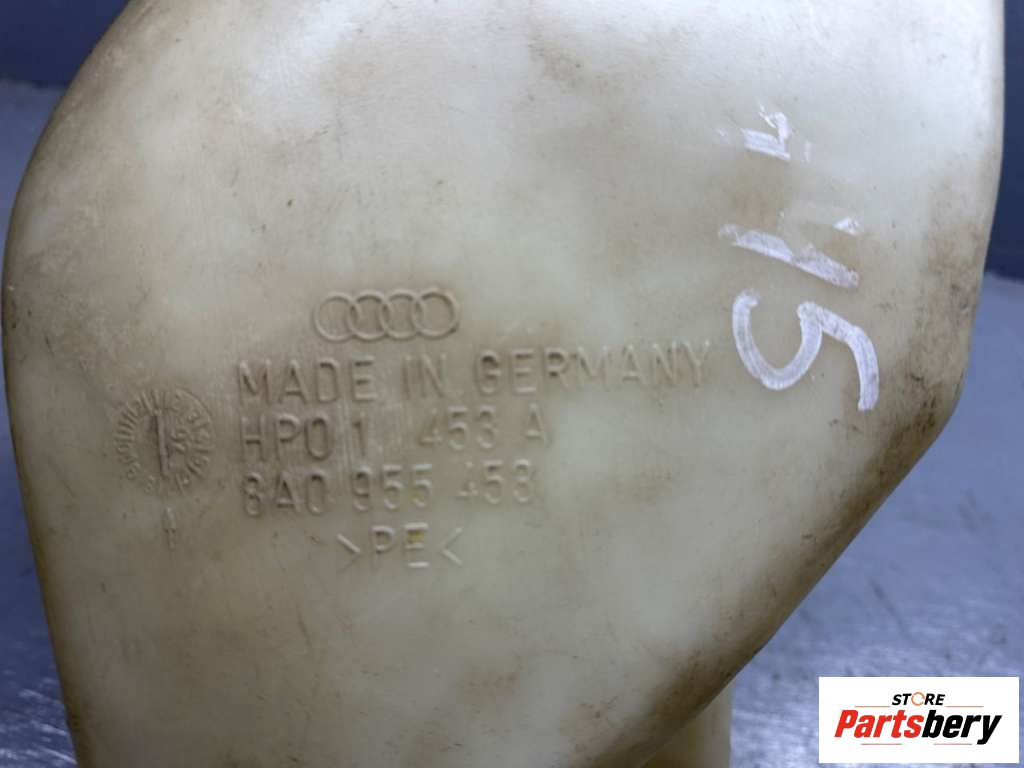 MADE IN GERMANY
HP01 453 A
8A0 955 453
>PE<
STORE
Partsbery